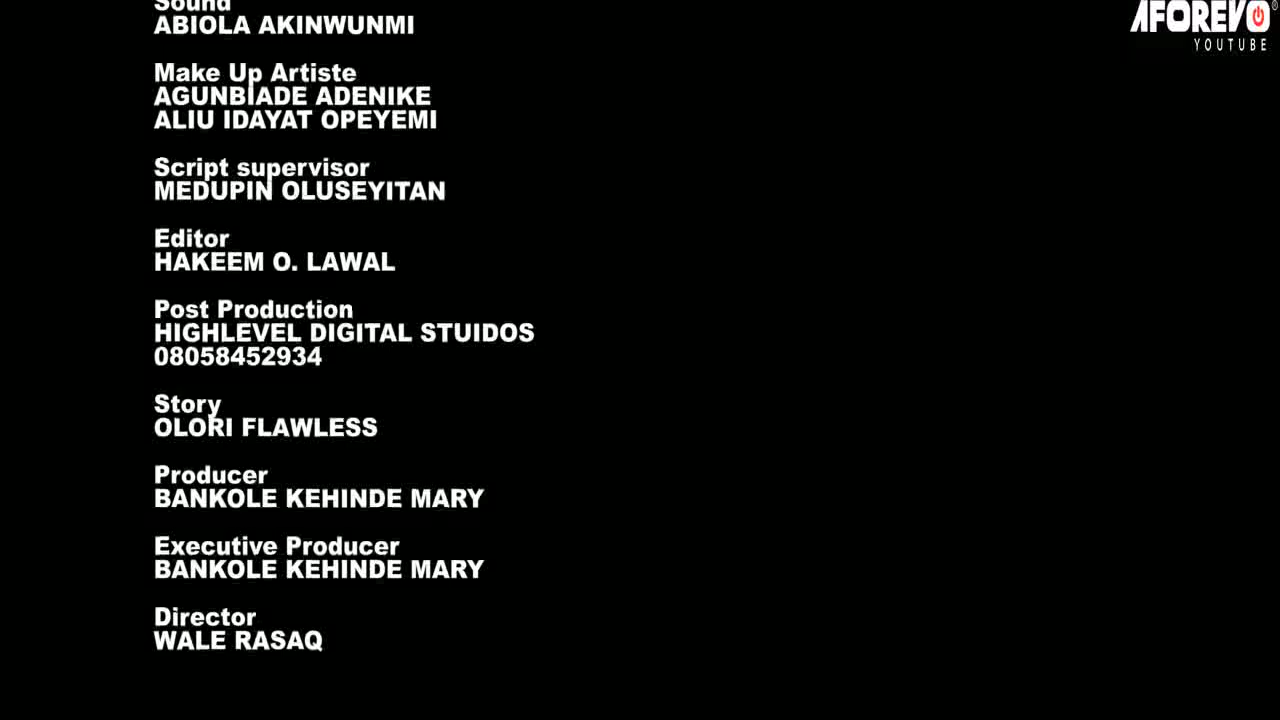 Sound
ABIOLA AKINWUNMI
Make Up Artiste
AGUNBIADE ADENIKE
ALIU IDAYAT OPEYEMI
Script supervisor
MEDUPIN OLUSEYITAN
Editor
HAKEEM O. LAWAL
Post Production
HIGHLEVEL DIGITAL STUIDOS
08058452934
Story
OLORI FLAWLESS
Producer
BANKOLE KEHINDE MARY
Executive Producer
BANKOLE KEHINDE MARY
Director
WALE RASAQ
AFOREVO®
YOUTUBE